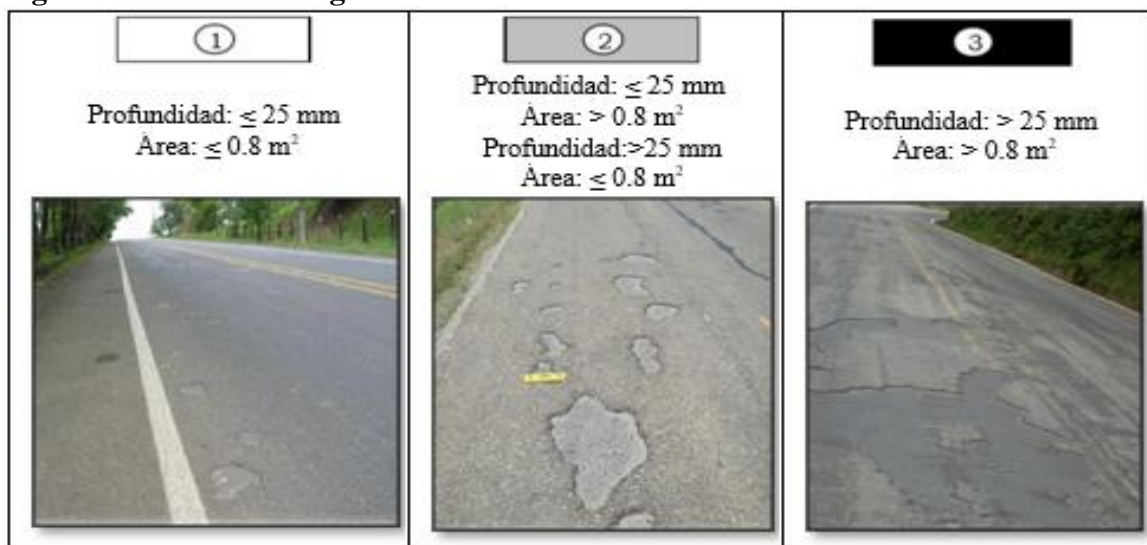 1
Profundidad: ≤ 25 mm
Área: ≤ 0.8 m²
2
Profundidad: ≤ 25 mm
Área: > 0.8 m²
Profundidad:>25 mm
Área: ≤ 0.8 m²
3
Profundidad: > 25 mm
Área: > 0.8 m²